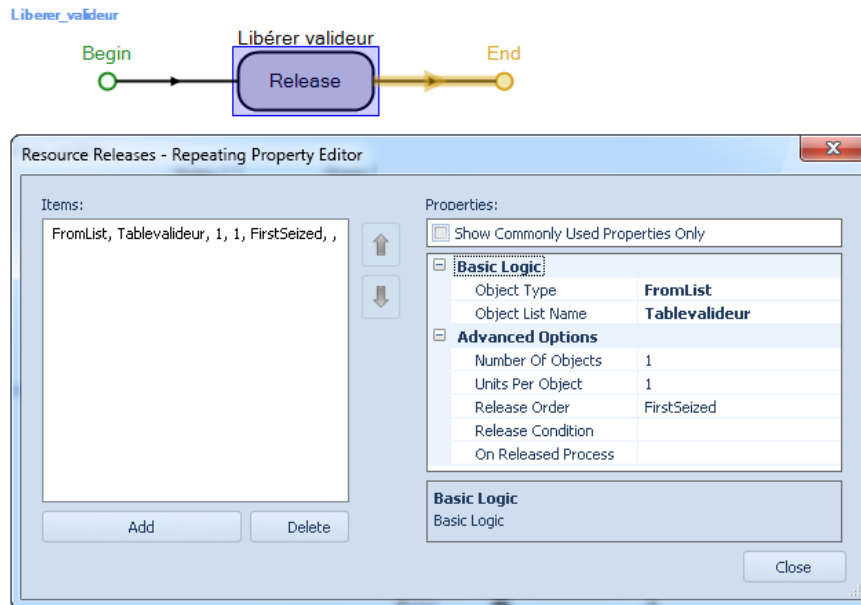 Liberer_valideur
Libérer valideur
Begin
End
Release
Resource Releases - Repeating Property Editor
Items:
FromList, Tablevalideur, 1, 1, FirstSeized, ,
Add
Delete
Properties:
Show Commonly Used Properties Only
Basic Logic
Object Type FromList
Object List Name Tablevalideur
Advanced Options
Number Of Objects 1
Units Per Object 1
Release Order FirstSeized
Release Condition
On Released Process
Basic Logic
Basic Logic
Close